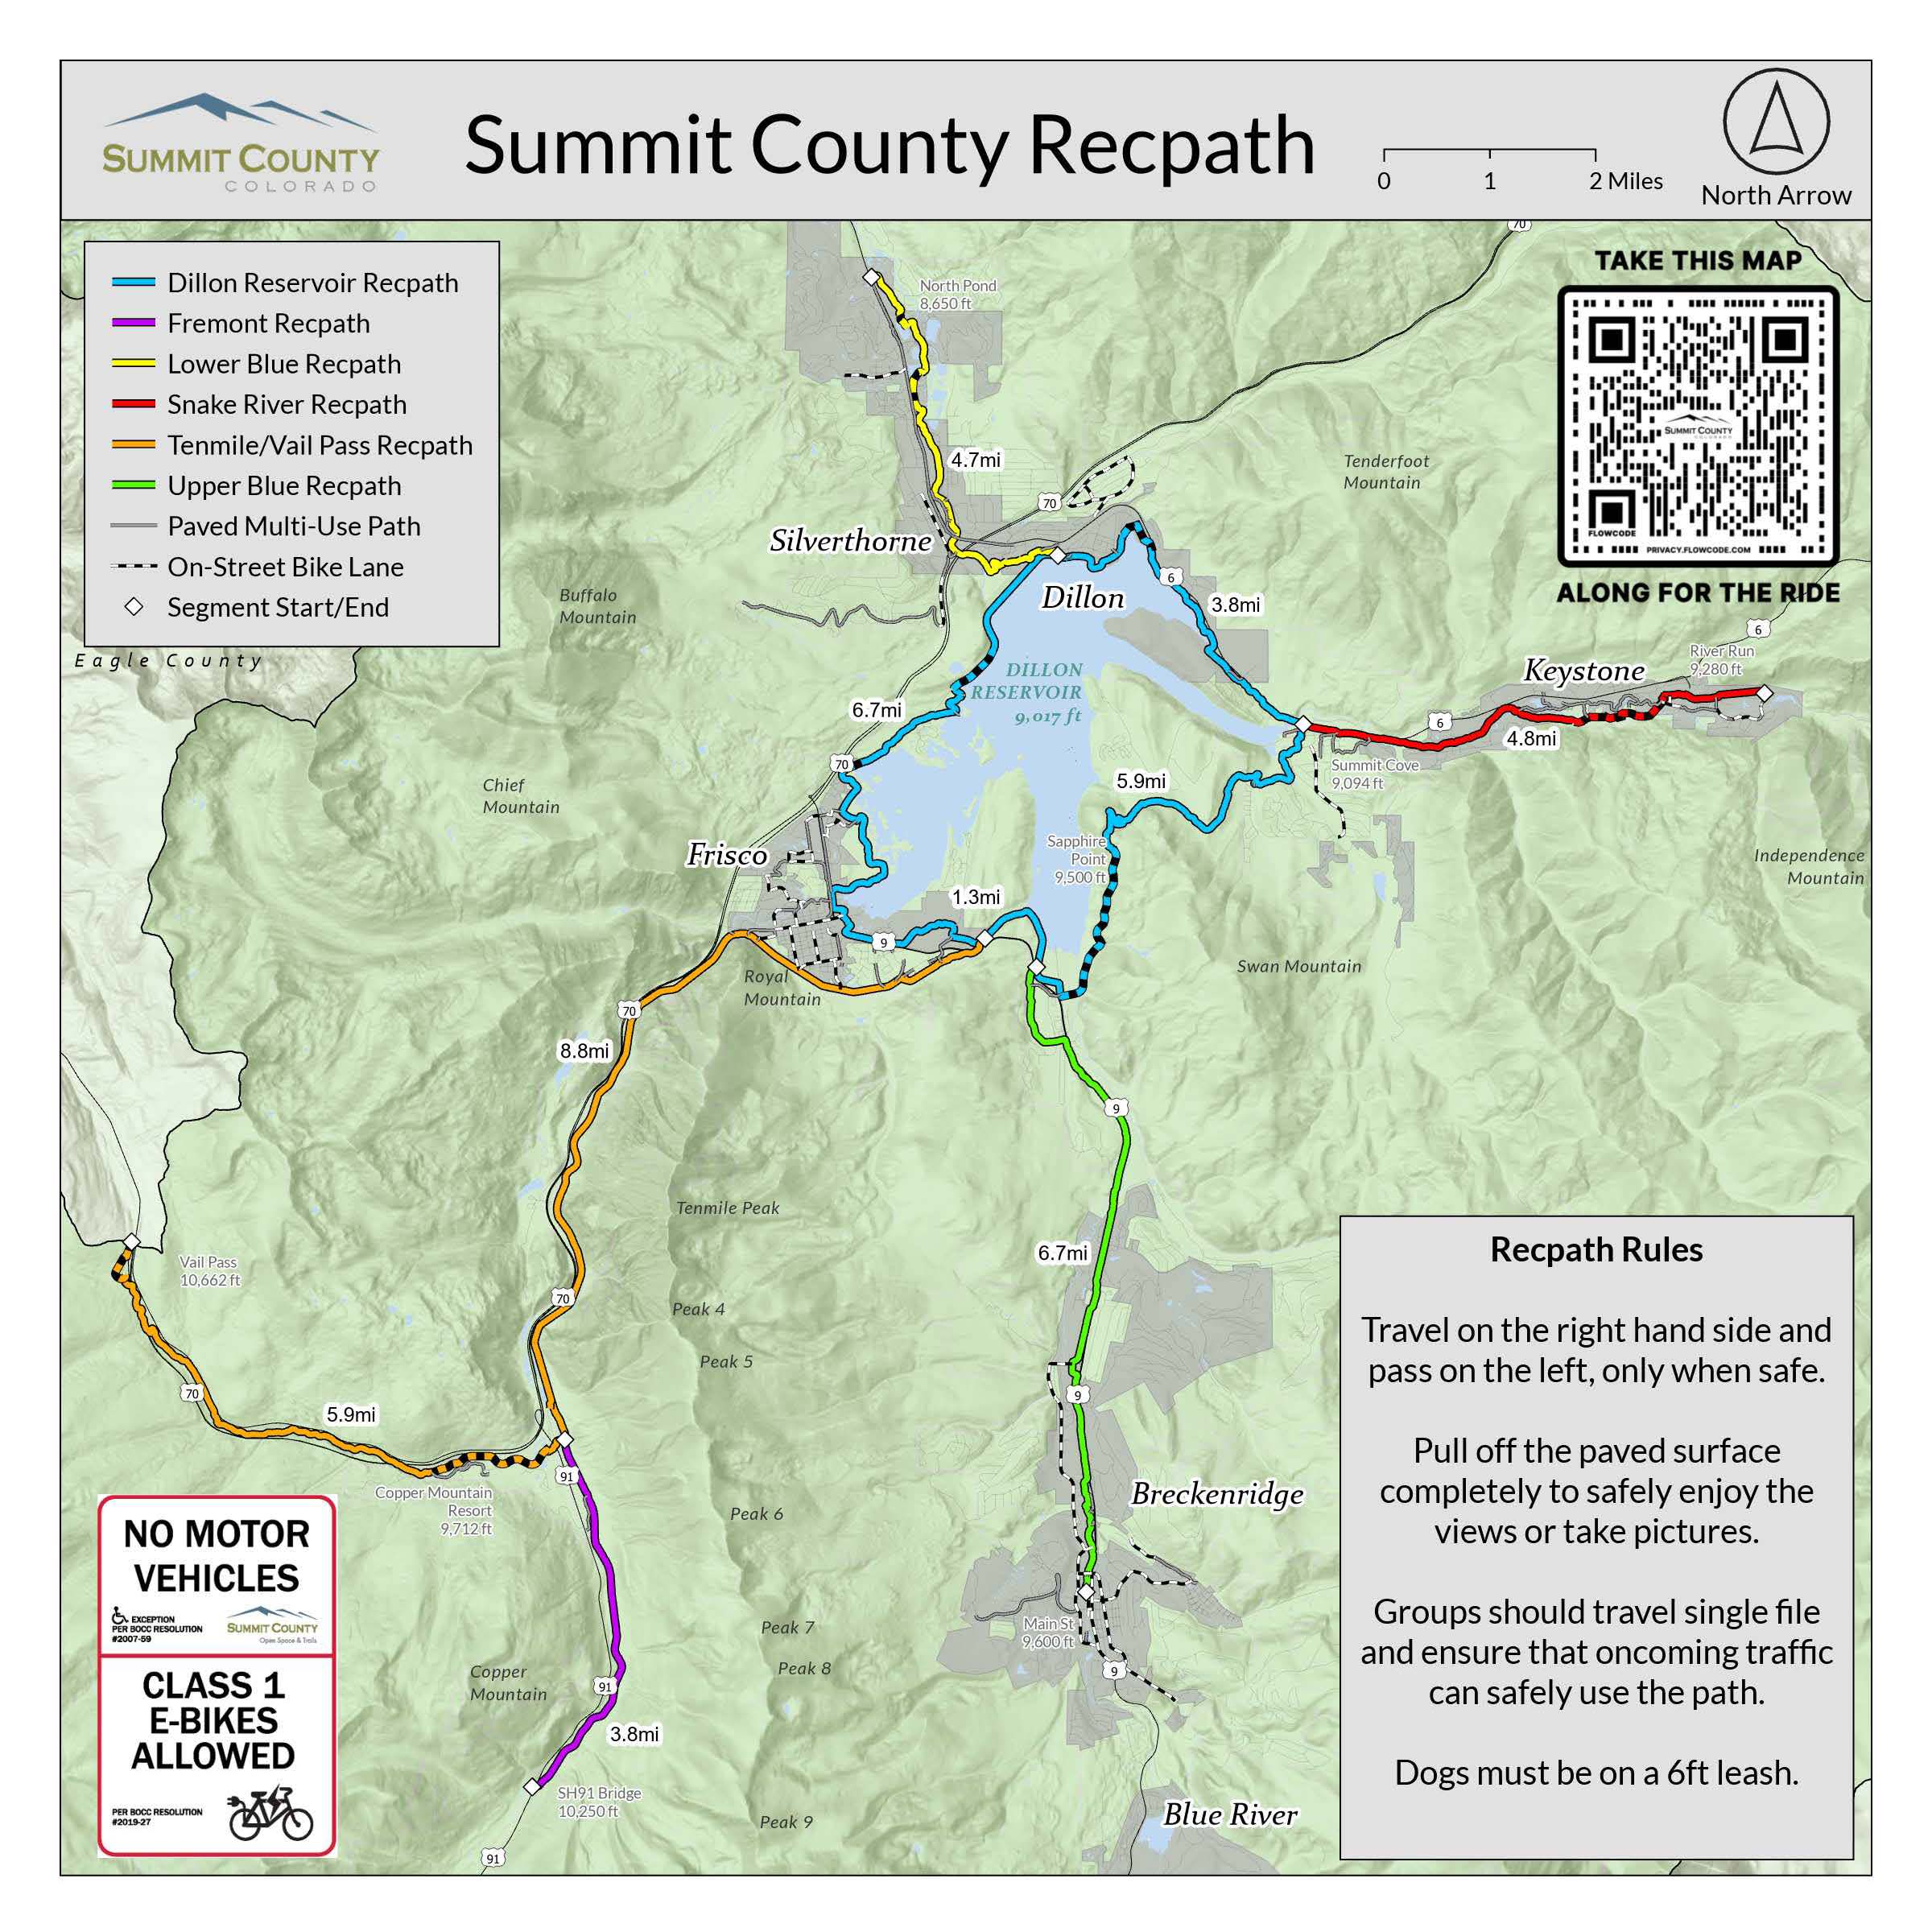 SUMMIT COUNTY
COLORADO
Summit County Recpath
0 1 2 Miles
North Arrow
Dillon Reservoir Recpath
Fremont Recpath
Lower Blue Recpath
Snake River Recpath
Tenmile/Vail Pass Recpath
Upper Blue Recpath
Paved Multi-Use Path
On-Street Bike Lane
Segment Start/End
Eagle County
70
TAKE THIS MAP
SUMMIT COUNTY
COLORADO
FLOWCODE
PRIVACY.FLOWCODE.COM
ALONG FOR THE RIDE
North Pond
8,650 ft
4.7mi
Tenderfoot
Mountain
70
Silverthorne
Buffalo
Mountain
Dillon
6
3.8mi
6
River Run
9,280 ft
Keystone
DILLON
RESERVOIR
9,017 ft
6.7mi
6
4.8mi
Summit Cove
9,094 ft
70
5.9mi
Chief
Mountain
Frisco
Sapphire
Point
9,500 ft
Independence
Mountain
1.3mi
9
Royal
Mountain
Swan Mountain
70
8.8mi
9
Tenmile Peak
6.7mi
Vail Pass
10,662 ft
70
Peak 4
Peak 5
70
9
5.9mi
91
Copper Mountain
Resort
9,712 ft
Peak 6
Breckenridge
Peak 7
Main St
9,600 ft
Peak 8
9
Copper
Mountain
91
3.8mi
SH91 Bridge
10,250 ft
Peak 9
Blue River
91
Recpath Rules
Travel on the right hand side and
pass on the left, only when safe.
Pull off the paved surface
completely to safely enjoy the
views or take pictures.
Groups should travel single file
and ensure that oncoming traffic
can safely use the path.
Dogs must be on a 6ft leash.
NO MOTOR
VEHICLES
EXCEPTION
PER BOCC RESOLUTION
#2007-59
SUMMIT COUNTY
Open Space & Trails
CLASS 1
E-BIKES
ALLOWED
PER BOCC RESOLUTION
#2019-27